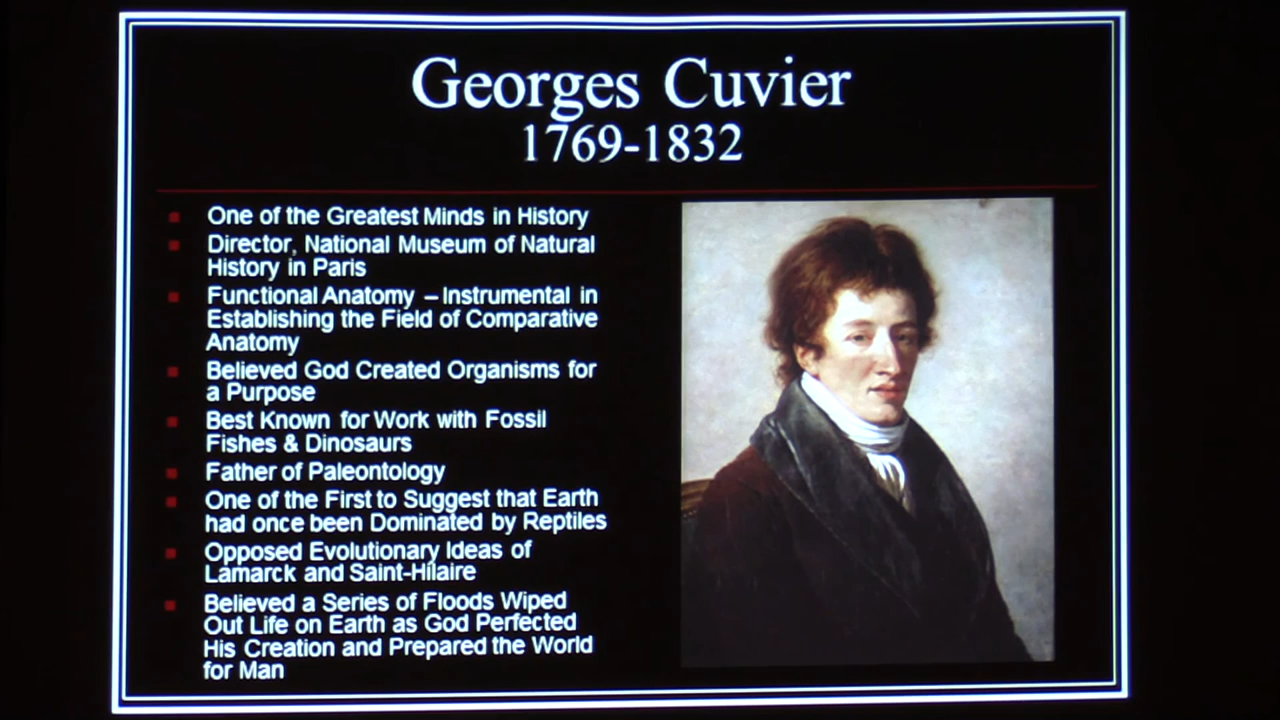 Georges Cuvier
1769-1832
One of the Greatest Minds in History
Director, National Museum of Natural
History in Paris
Functional Anatomy – Instrumental in
Establishing the Field of Comparative
Anatomy
Believed God Created Organisms for
a Purpose
Best Known for Work with Fossil
Fishes & Dinosaurs
Father of Paleontology
One of the First to Suggest that Earth
had once been Dominated by Reptiles
Opposed Evolutionary Ideas of
Lamarck and Saint-Hilaire
Believed a Series of Floods Wiped
Out Life on Earth as God Perfected
His Creation and Prepared the World
for Man